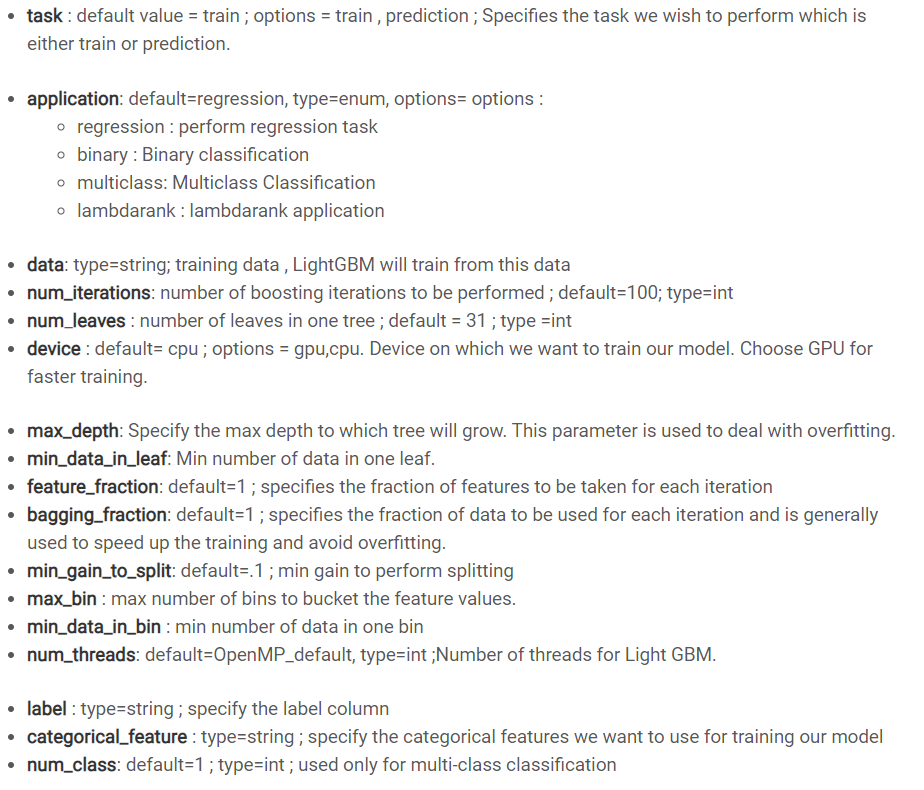 task : default value = train ; options = train , prediction ; Specifies the task we wish to perform which is
either train or prediction.
application: default=regression, type=enum, options= options :
regression : perform regression task
binary : Binary classification
multiclass: Multiclass Classification
lambdarank : lambdarank application
data: type=string; training data , LightGBM will train from this data
num_iterations: number of boosting iterations to be performed ; default=100; type=int
num_leaves : number of leaves in one tree ; default = 31 ; type =int
device : default= cpu ; options = gpu,cpu. Device on which we want to train our model. Choose GPU for
faster training.
max_depth: Specify the max depth to which tree will grow. This parameter is used to deal with overfitting.
min_data_in_leaf: Min number of data in one leaf.
feature_fraction: default=1 ; specifies the fraction of features to be taken for each iteration
bagging_fraction: default=1 ; specifies the fraction of data to be used for each iteration and is generally
used to speed up the training and avoid overfitting.
min_gain_to_split: default=.1 ; min gain to perform splitting
max_bin : max number of bins to bucket the feature values.
min_data_in_bin : min number of data in one bin
num_threads: default=OpenMP_default, type=int ;Number of threads for Light GBM.
label : type=string ; specify the label column
categorical_feature : type=string ; specify the categorical features we want to use for training our model
num_class: default=1 ; type=int ; used only for multi-class classification